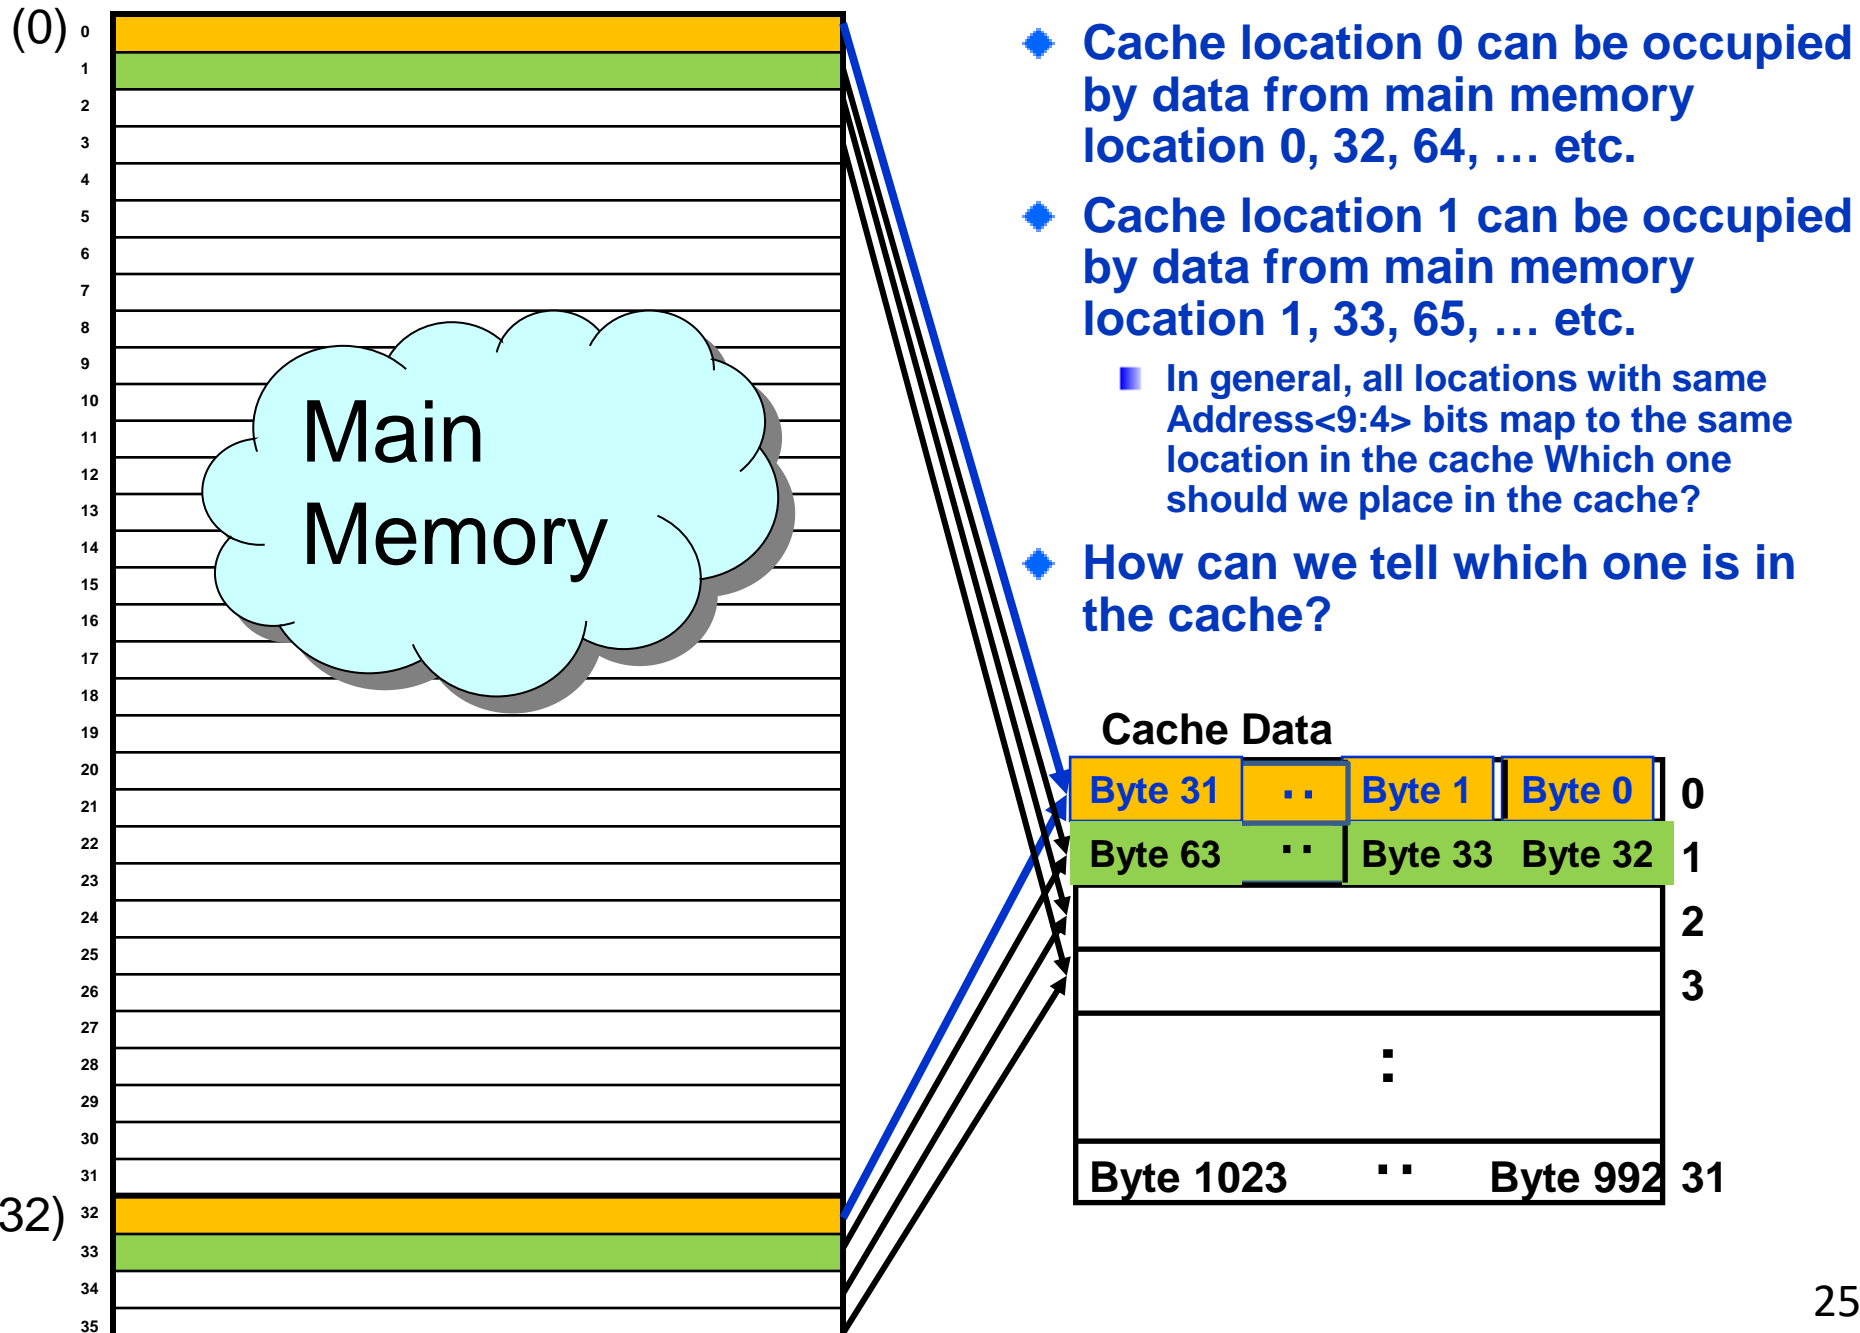 (0)
0
1
2
3
4
5
6
7
8
9
10
11
12
13
14
15
16
17
18
19
20
21
22
23
24
25
26
27
28
29
30
31
32)
32
33
34
35
Main
Memory
Cache location 0 can be occupied
by data from main memory
location 0, 32, 64, … etc.
Cache location 1 can be occupied
by data from main memory
location 1, 33, 65, … etc.
In general, all locations with same
Address<9:4> bits map to the same
location in the cache Which one
should we place in the cache?
How can we tell which one is in
the cache?
Cache Data
Byte 31 .. Byte 1 Byte 0 0
Byte 63 .. Byte 33 Byte 32 1
2
3
:
Byte 1023 .. Byte 992 31
25